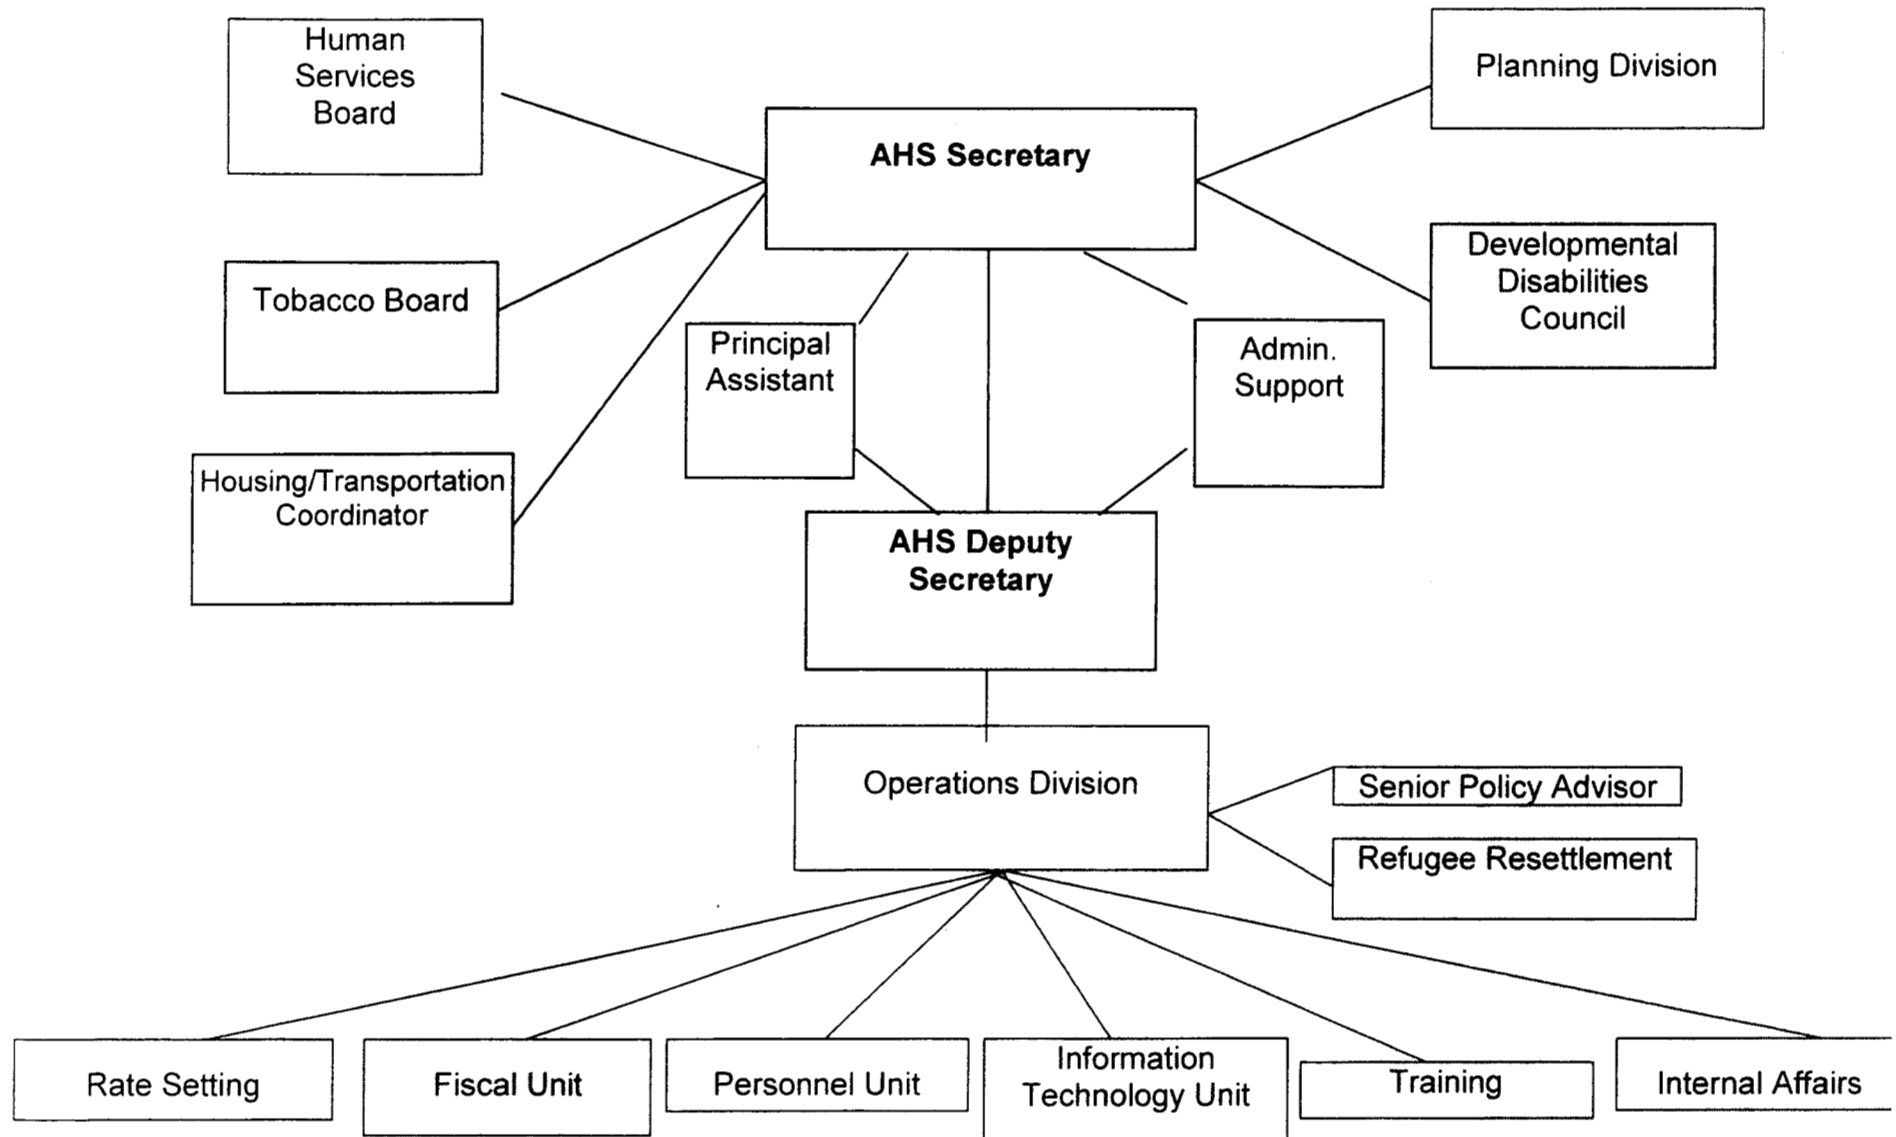 Human
Services
Board
Planning Division
AHS Secretary
Developmental
Disabilities
Council
Tobacco Board
Principal
Assistant
Admin.
Support
Housing/Transportation
Coordinator
AHS Deputy
Secretary
Operations Division
Senior Policy Advisor
Refugee Resettlement
Rate Setting
Fiscal Unit
Personnel Unit
Information
Technology Unit
Training
Internal Affairs